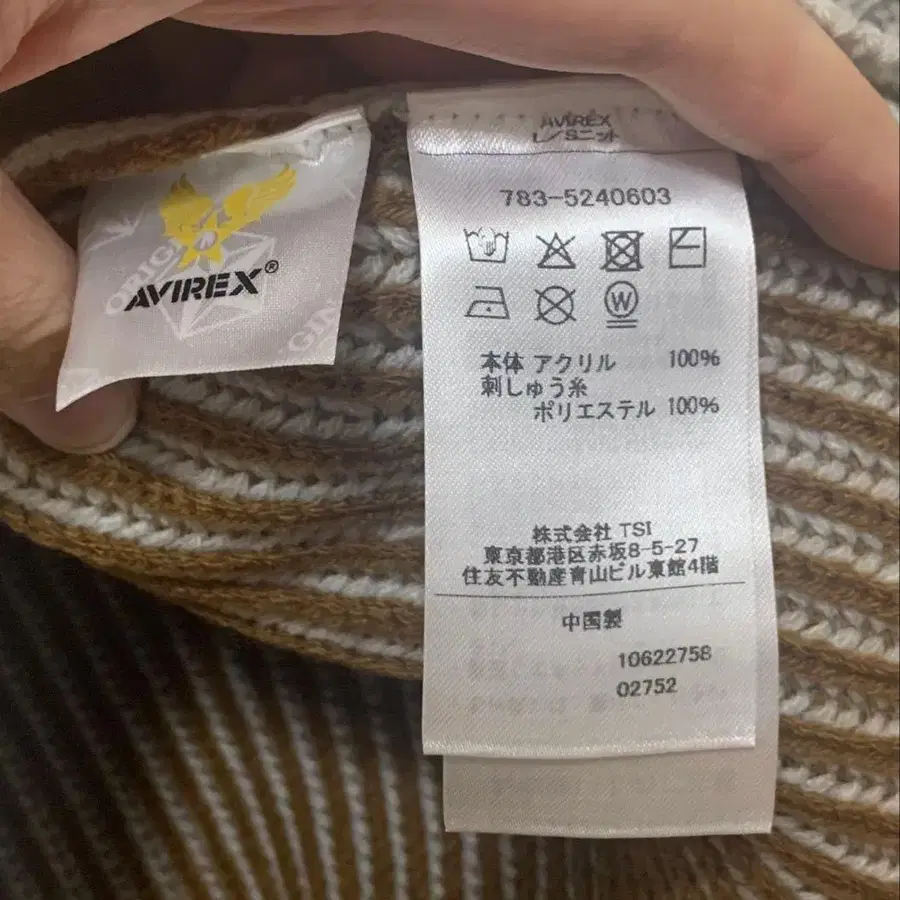 AVIREX®
AVIREX
L/Sニット
783-5240603
W
本体 アクリル 100%
刺しゅう糸
ポリエステル 100%
株式会社 TSI
東京都港区赤坂8-5-27
住友不動産青山ビル東館4階
中国製
10622758
02752